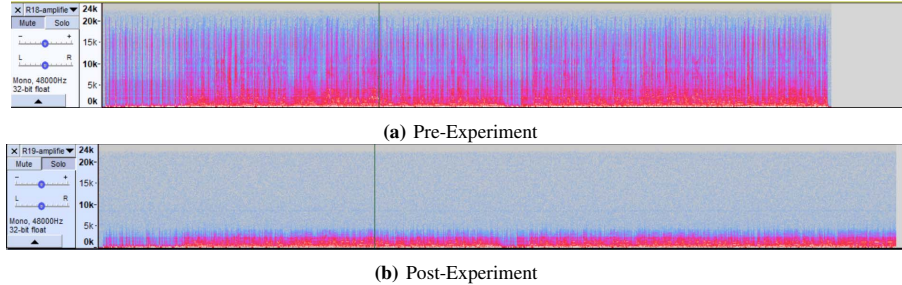 × R18-amplifie ▼ 24k
Mute Solo 20k-
- + 15k-
L R 10k-
Mono, 48000Hz 5k-
32-bit float 0k
(a) Pre-Experiment
× R19-amplifie ▼ 24k
Mute Solo 20k-
- + 15k-
L R 10k-
Mono, 48000Hz 5k-
32-bit float 0k
(b) Post-Experiment